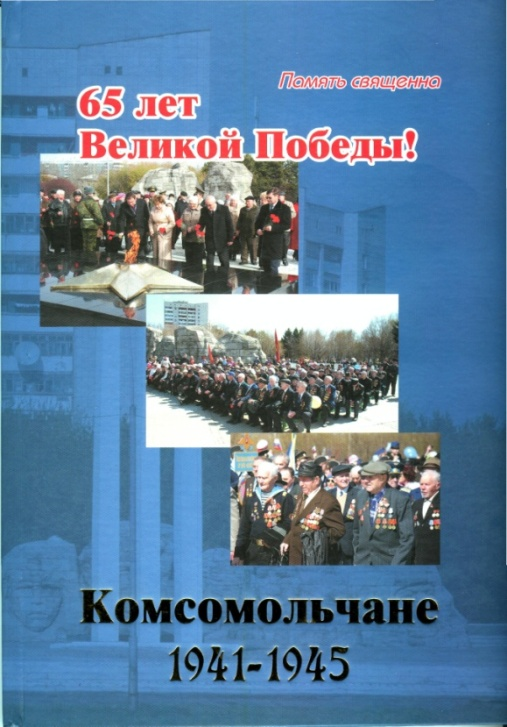 Память священна
65 лет
Великой Победы!
Комсомольчане
1941-1945